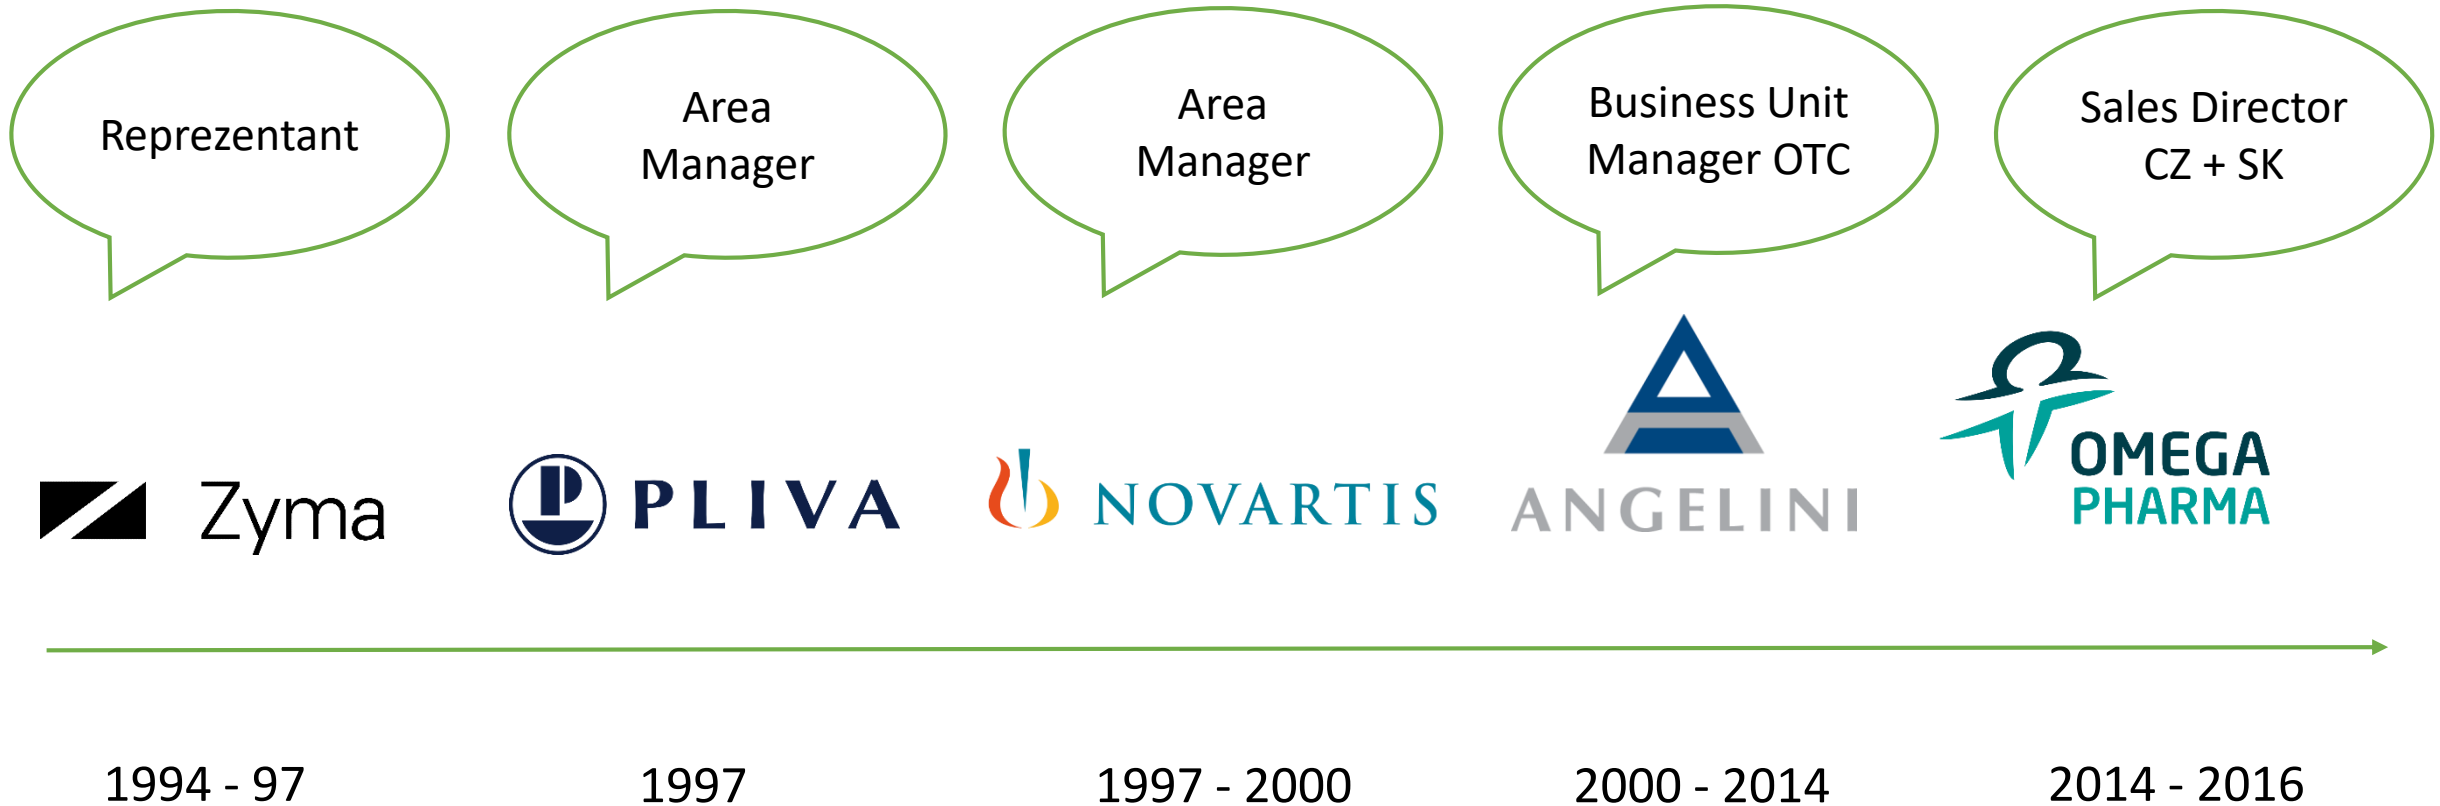 Reprezentant
Area
Manager
Area
Manager
Business Unit
Manager OTC
Sales Director
CZ + SK
Zyma
PLIVA
NOVARTIS
ANGELINI
OMEGA
PHARMA
1994 - 97
1997
1997 - 2000
2000 - 2014
2014 - 2016